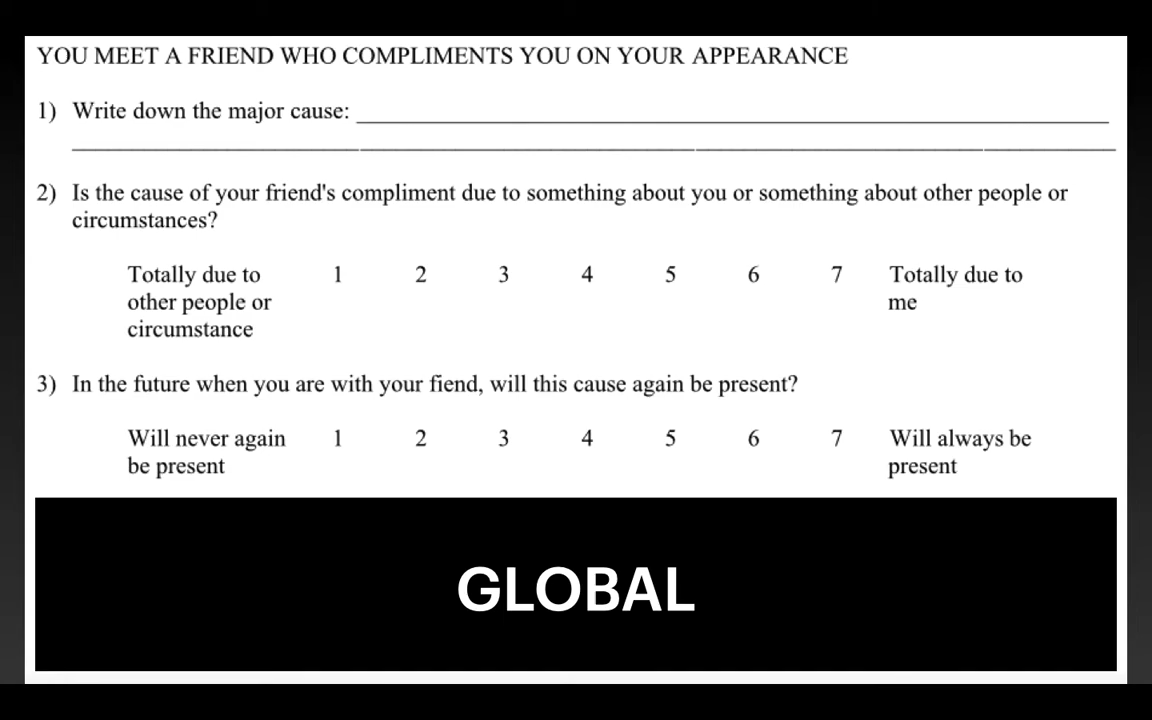 YOU MEET A FRIEND WHO COMPLIMENTS YOU ON YOUR APPEARANCE
1) Write down the major cause:
2) Is the cause of your friend's compliment due to something about you or something about other people or
circumstances?
Totally due to 1 2 3 4 5 6 7 Totally due to
other people or me
circumstance
3) In the future when you are with your fiend, will this cause again be present?
Will never again 1 2 3 4 5 6 7 Will always be
be present present
GLOBAL